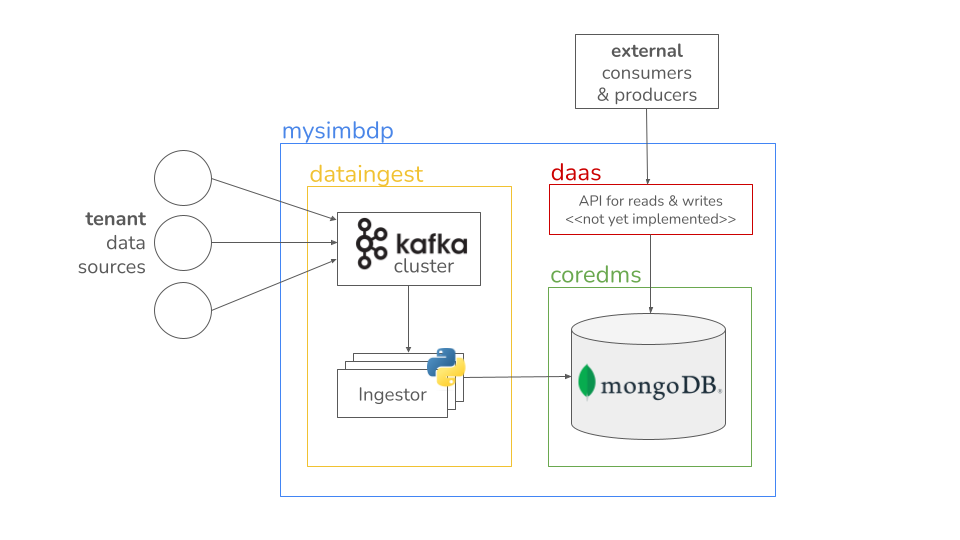 external
consumers
& producers
mysimbdp
dataingest
daas
API for reads & writes
<<not yet implemented>>
tenant
data
sources
kafka
cluster
coredms
Ingestor
mongoDB®